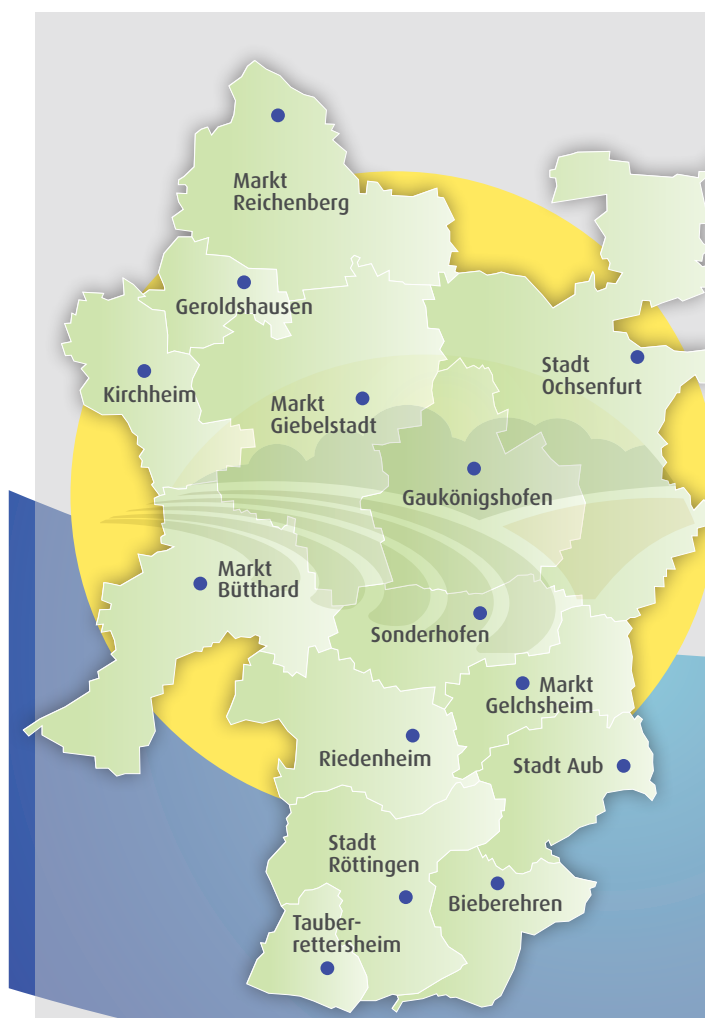 Markt
Reichenberg
Geroldshausen
Kirchheim
Markt
Giebelstadt
Stadt
Ochsenfurt
Gaukönigshofen
Markt
Bütthard
Sonderhofen
Markt
Gelchsheim
Riedenheim
Stadt Aub
Stadt
Röttingen
Bieberehren
Tauber-
rettersheim